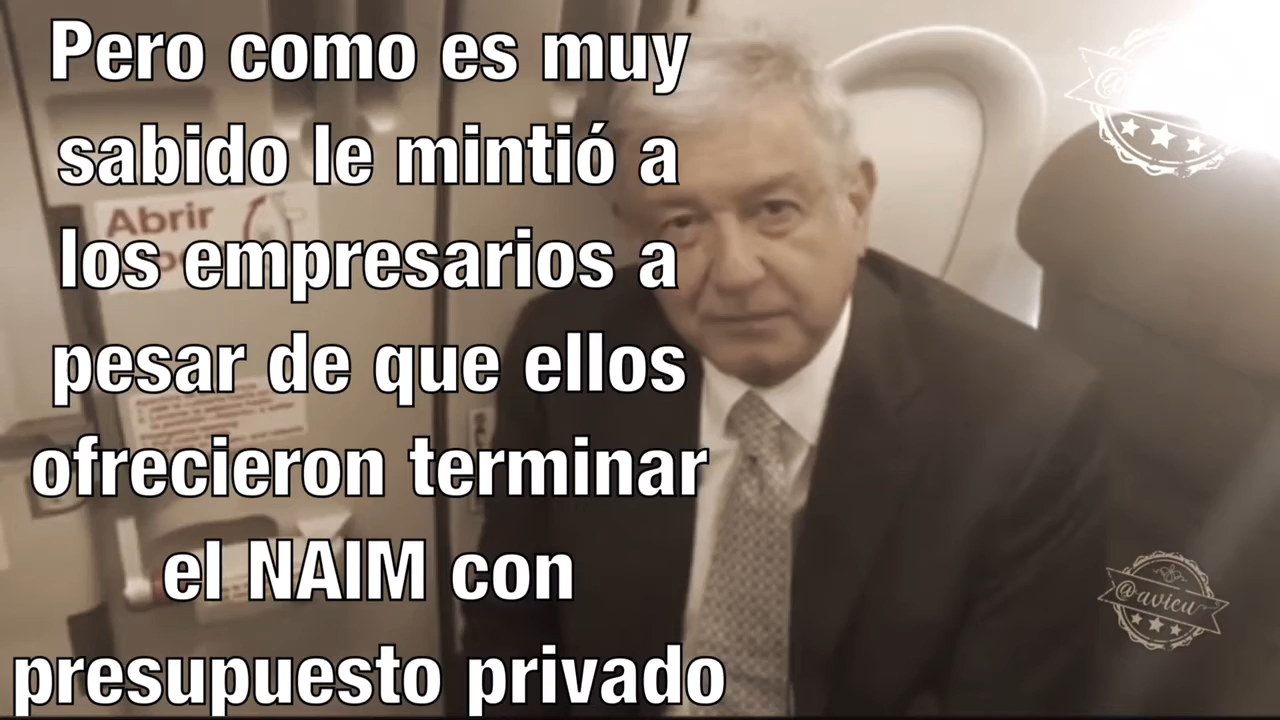 Pero como es muy
sabido le mintió a
los empresarios a
pesar de que ellos
ofrecieron terminar
el NAIM con
presupuesto privado
Abrir
@avica